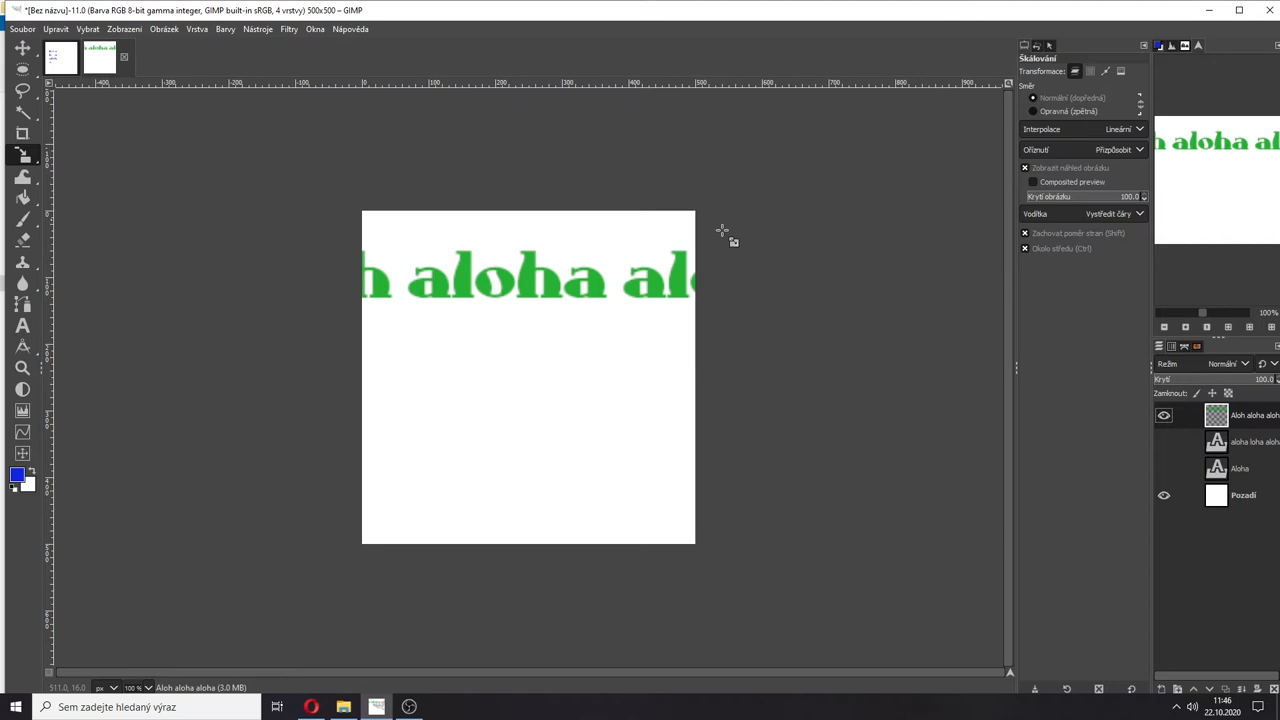 *[Bez názvu]-11.0 (Barva RGB 8-bit gamma integer, GIMP built-in sRGB, 4 vrstvy) 500x500 – GIMP
Soubor Upravit Vybrat Zobrazení Obrázek Vrstva Barvy Nástroje Filtry Okna Nápověda
Škálování
Transformace:
Směr
Normální (dopředná)
Opravná (zpětná)
Interpolace Lineární
Oříznutí Přizpůsobit
Zobrazit náhled obrázku
Composited preview
Krytí obrázku 100.0
Vodítka Vystředit čáry
Zachovat poměr stran (Shift)
Okolo středu (Ctrl)
h aloha alo
h aloha al
100%
Režim Normální
Krytí 100.0
Zamknout:
Aloh aloha aloh
aloha loha aloh
Aloha
Pozadí
511.0, 16.0 px 100 % Aloh aloha aloha (3.0 MB)
Sem zadejte hledaný výraz
11:46
22.10.2020